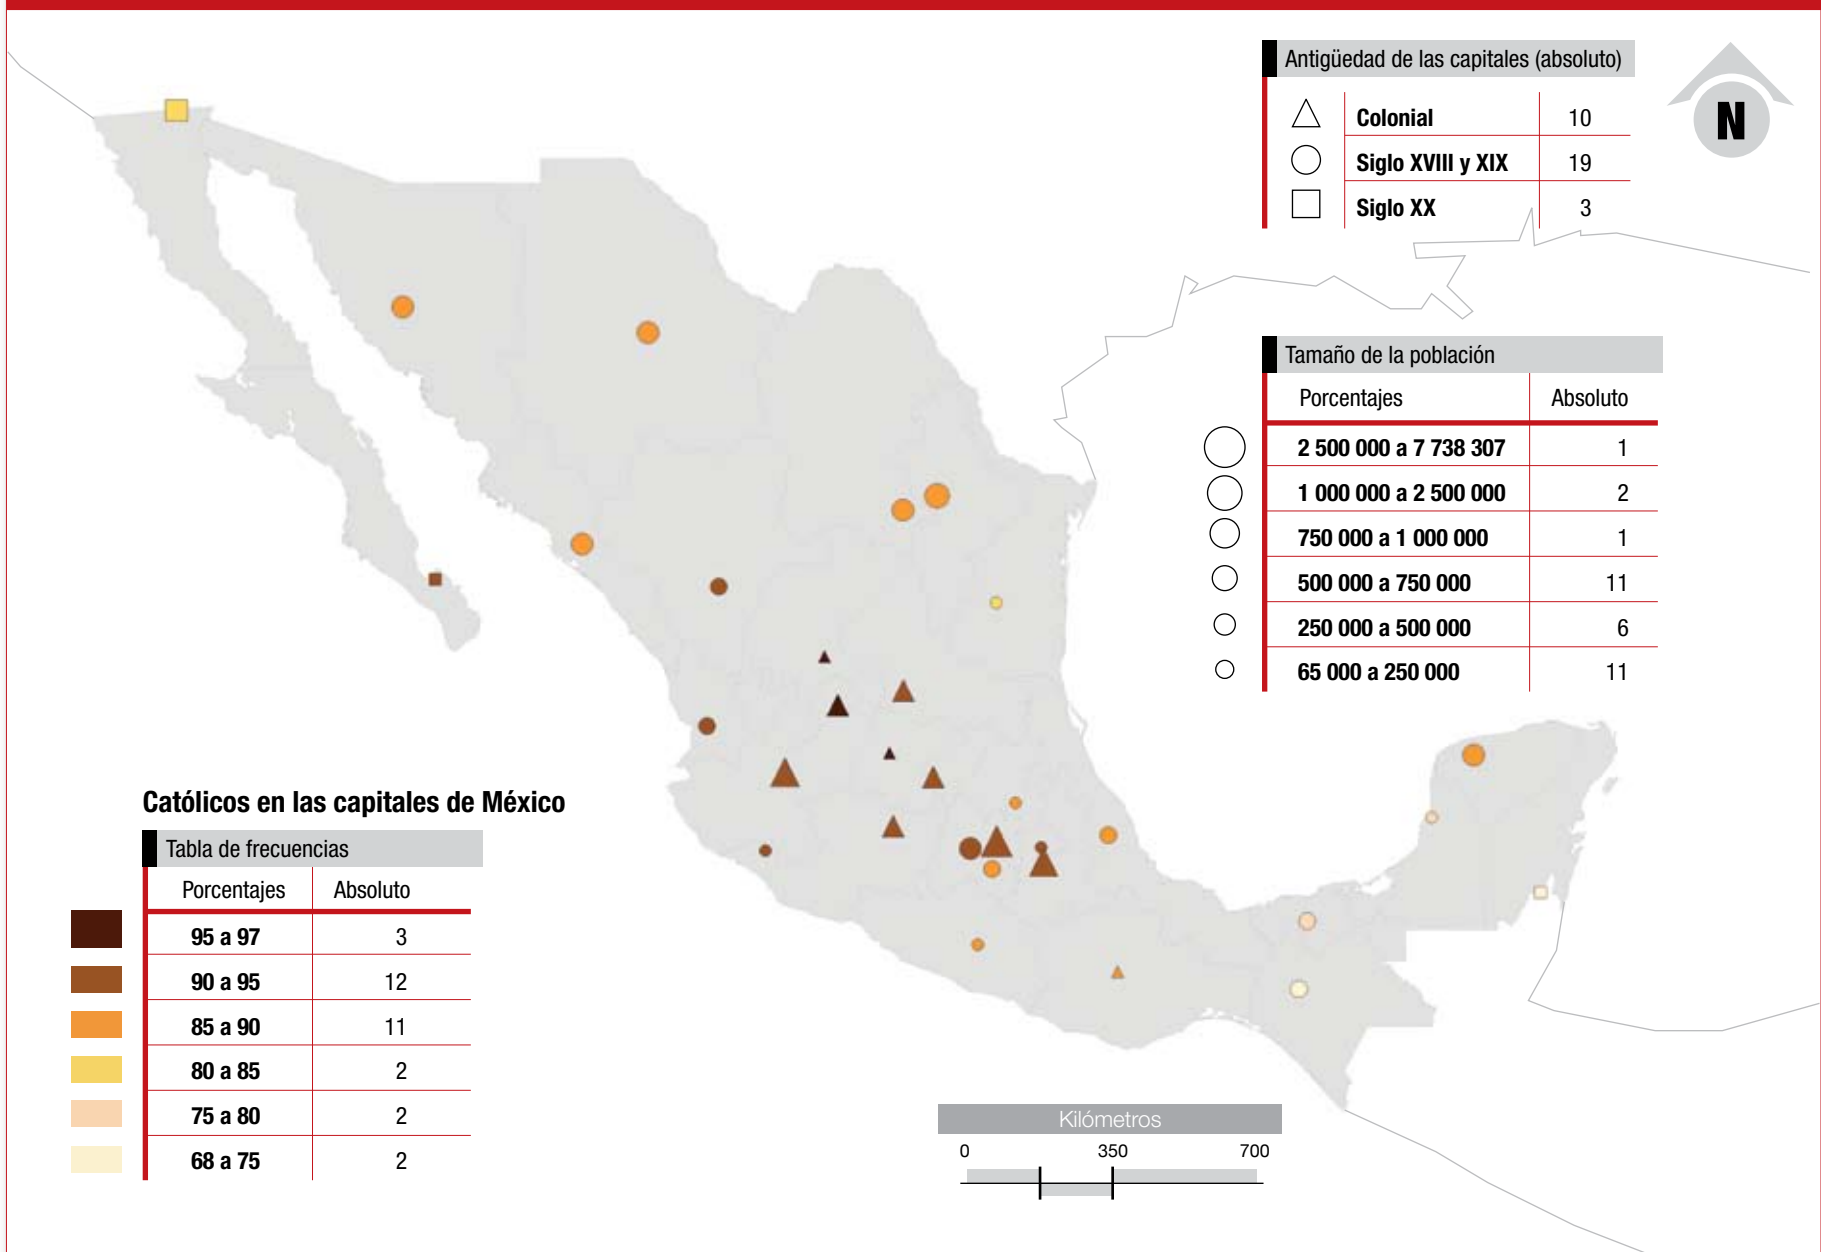 Antigüedad de las capitales (absoluto)
Colonial 10
Siglo XVIII y XIX 19
Siglo XX 3
N
Tamaño de la población
Porcentajes Absoluto
2 500 000 a 7 738 307 1
1 000 000 a 2 500 000 2
750 000 a 1 000 000 1
500 000 a 750 000 11
250 000 a 500 000 6
65 000 a 250 000 11
Católicos en las capitales de México
Tabla de frecuencias
Porcentajes Absoluto
95 a 97 3
90 a 95 12
85 a 90 11
80 a 85 2
75 a 80 2
68 a 75 2
Kilómetros
0 350 700